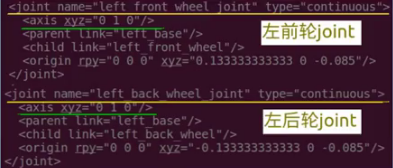 <joint name="left_front_wheel_joint" type="continuous">
<axis xyz="0 1 0"/>
左前轮joint
<parent link="left_base"/>
<child link="left_front_wheel"/>
<origin rpy="0 0 0" xyz="0.133333333333 0 -0.085"/>
</joint>
<joint name="left_back_wheel_joint" type="continuous">
<axis xyz="0 1 0"/>
左后轮joint
<parent link="left_base"/>
<child link="left_back_wheel"/>
<origin rpy="0 0 0" xyz="-0.133333333333 0 -0.085"/>
</joint>